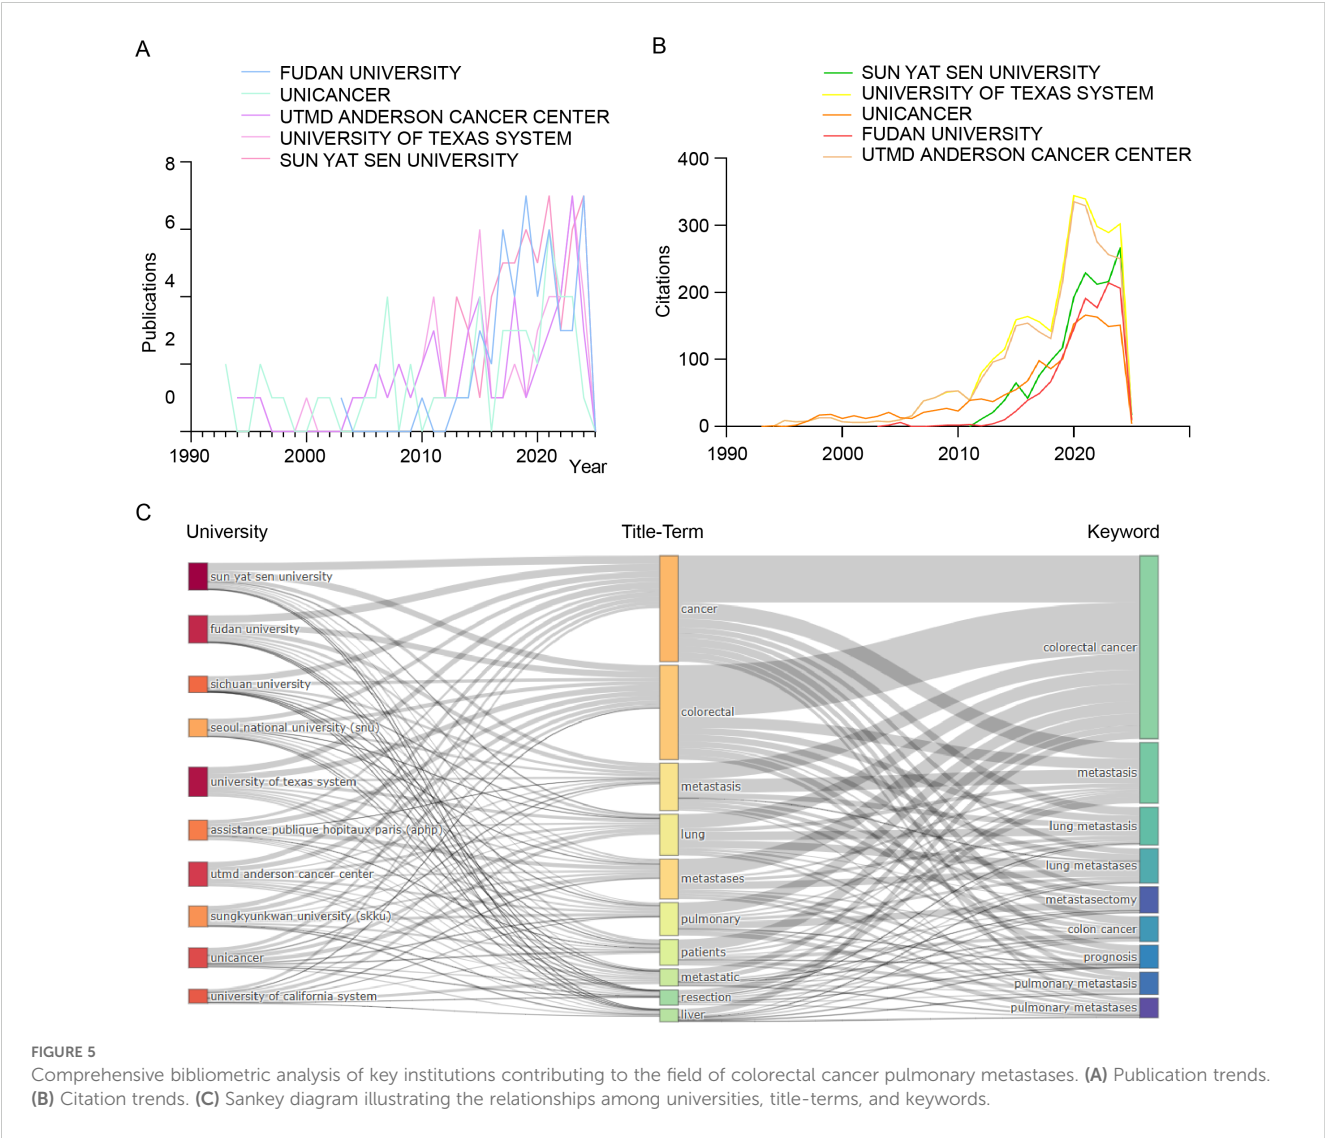 A
FUDAN UNIVERSITY
UNICANCER
UTMD ANDERSON CANCER CENTER
UNIVERSITY OF TEXAS SYSTEM
SUN YAT SEN UNIVERSITY
8
6
4
2
0
Publications
1990
2000
2010
2020
Year
B
SUN YAT SEN UNIVERSITY
UNIVERSITY OF TEXAS SYSTEM
UNICANCER
FUDAN UNIVERSITY
UTMD ANDERSON CANCER CENTER
400
300
200
100
0
Citations
1990
2000
2010
2020
C
University
Title-Term
Keyword
sun yat sen university
fudan university
sichuan university
seoul national university (snu)
university of texas system
assistance publique hopitaux paris (aphp)
utmd anderson cancer center
sungkyunkwan university (skku)
unicancer
university of california system
cancer
colorectal
metastasis
lung
metastases
pulmonary
patients
metastatic
resection
liver
colorectal cancer
metastasis
lung metastasis
lung metastases
metastasectomy
colon cancer
prognosis
pulmonary metastasis
pulmonary metastases
FIGURE 5
Comprehensive bibliometric analysis of key institutions contributing to the field of colorectal cancer pulmonary metastases. (A) Publication trends.
(B) Citation trends. (C) Sankey diagram illustrating the relationships among universities, title-terms, and keywords.